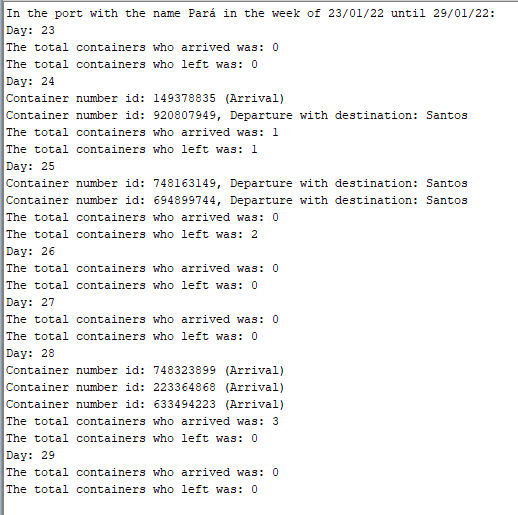 In the port with the name Pará in the week of 23/01/22 until 29/01/22:
Day: 23
The total containers who arrived was: 0
The total containers who left was: 0
Day: 24
Container number id: 149378835 (Arrival)
Container number id: 920807949, Departure with destination: Santos
The total containers who arrived was: 1
The total containers who left was: 1
Day: 25
Container number id: 748163149, Departure with destination: Santos
Container number id: 694899744, Departure with destination: Santos
The total containers who arrived was: 0
The total containers who left was: 2
Day: 26
The total containers who arrived was: 0
The total containers who left was: 0
Day: 27
The total containers who arrived was: 0
The total containers who left was: 0
Day: 28
Container number id: 748323899 (Arrival)
Container number id: 223364868 (Arrival)
Container number id: 633494223 (Arrival)
The total containers who arrived was: 3
The total containers who left was: 0
Day: 29
The total containers who arrived was: 0
The total containers who left was: 0